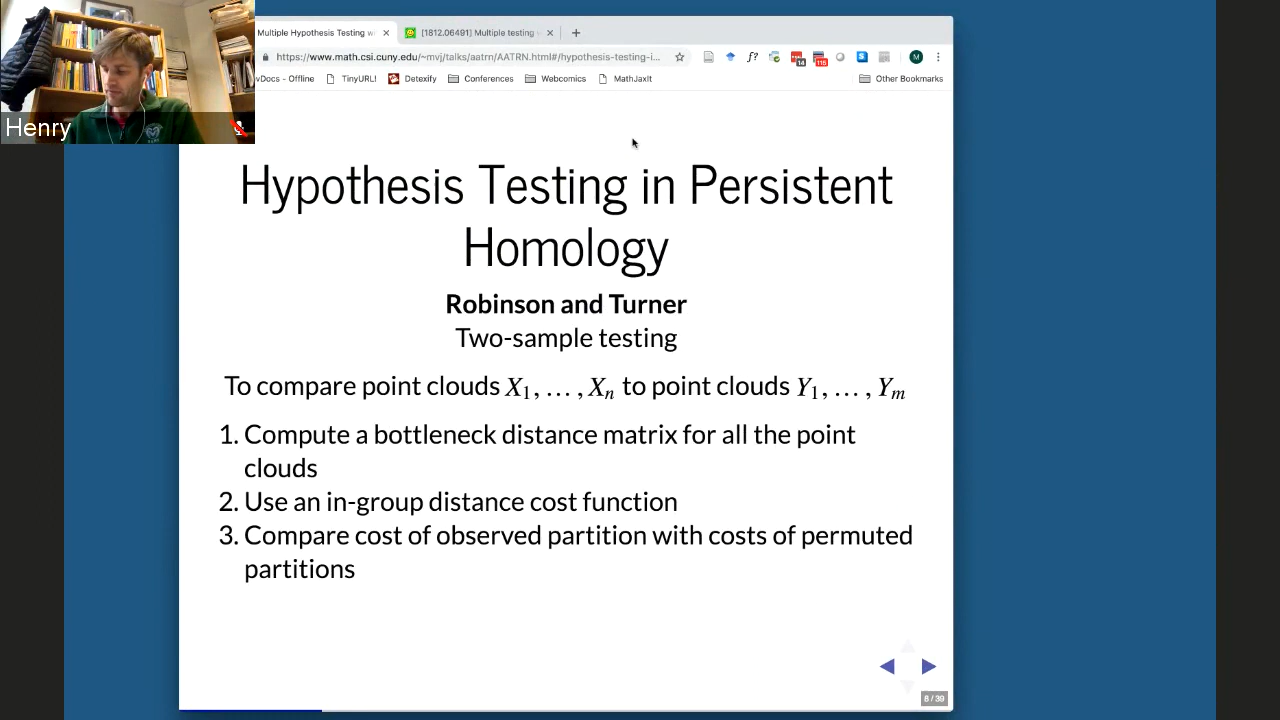 Multiple Hypothesis Testing w
[1812.06491] Multiple testing
https://www.math.csi.cuny.edu/~mvj/talks/aatrn/AATRN.html#/hypothesis-testing-i...
vDocs - Offline
TinyURL!
Detexify
Conferences
Webcomics
MathJaxIt
Other Bookmarks
f?
14
115
M
Henry
Hypothesis Testing in Persistent
Homology
Robinson and Turner
Two-sample testing
To compare point clouds X₁, … , Xₙ to point clouds Y₁, … , Yₘ
1. Compute a bottleneck distance matrix for all the point
clouds
2. Use an in-group distance cost function
3. Compare cost of observed partition with costs of permuted
partitions
8 / 39